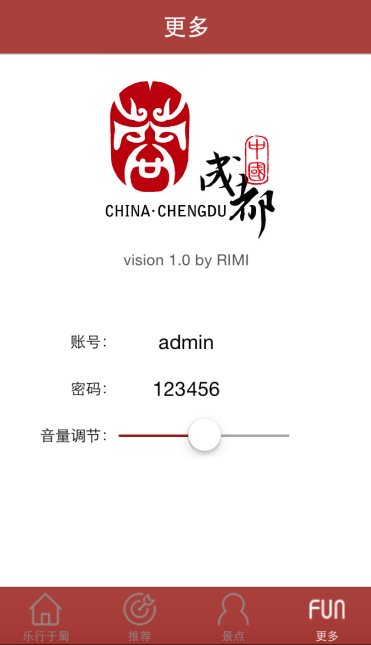 更多
中國
成都
CHINA·CHENGDU
vision 1.0 by RIMI
账号：
admin
密码：
123456
音量调节：
乐行于蜀
推荐
景点
FUN
更多